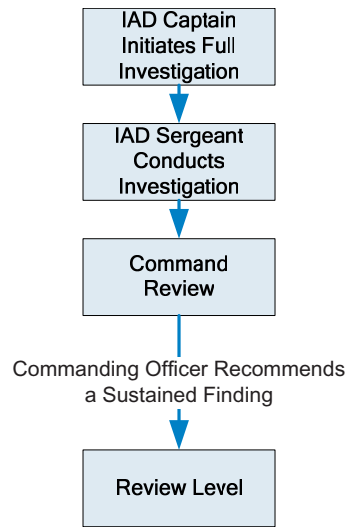 IAD Captain
Initiates Full
Investigation
IAD Sergeant
Conducts
Investigation
Command
Review
Commanding Officer Recommends
a Sustained Finding
Review Level